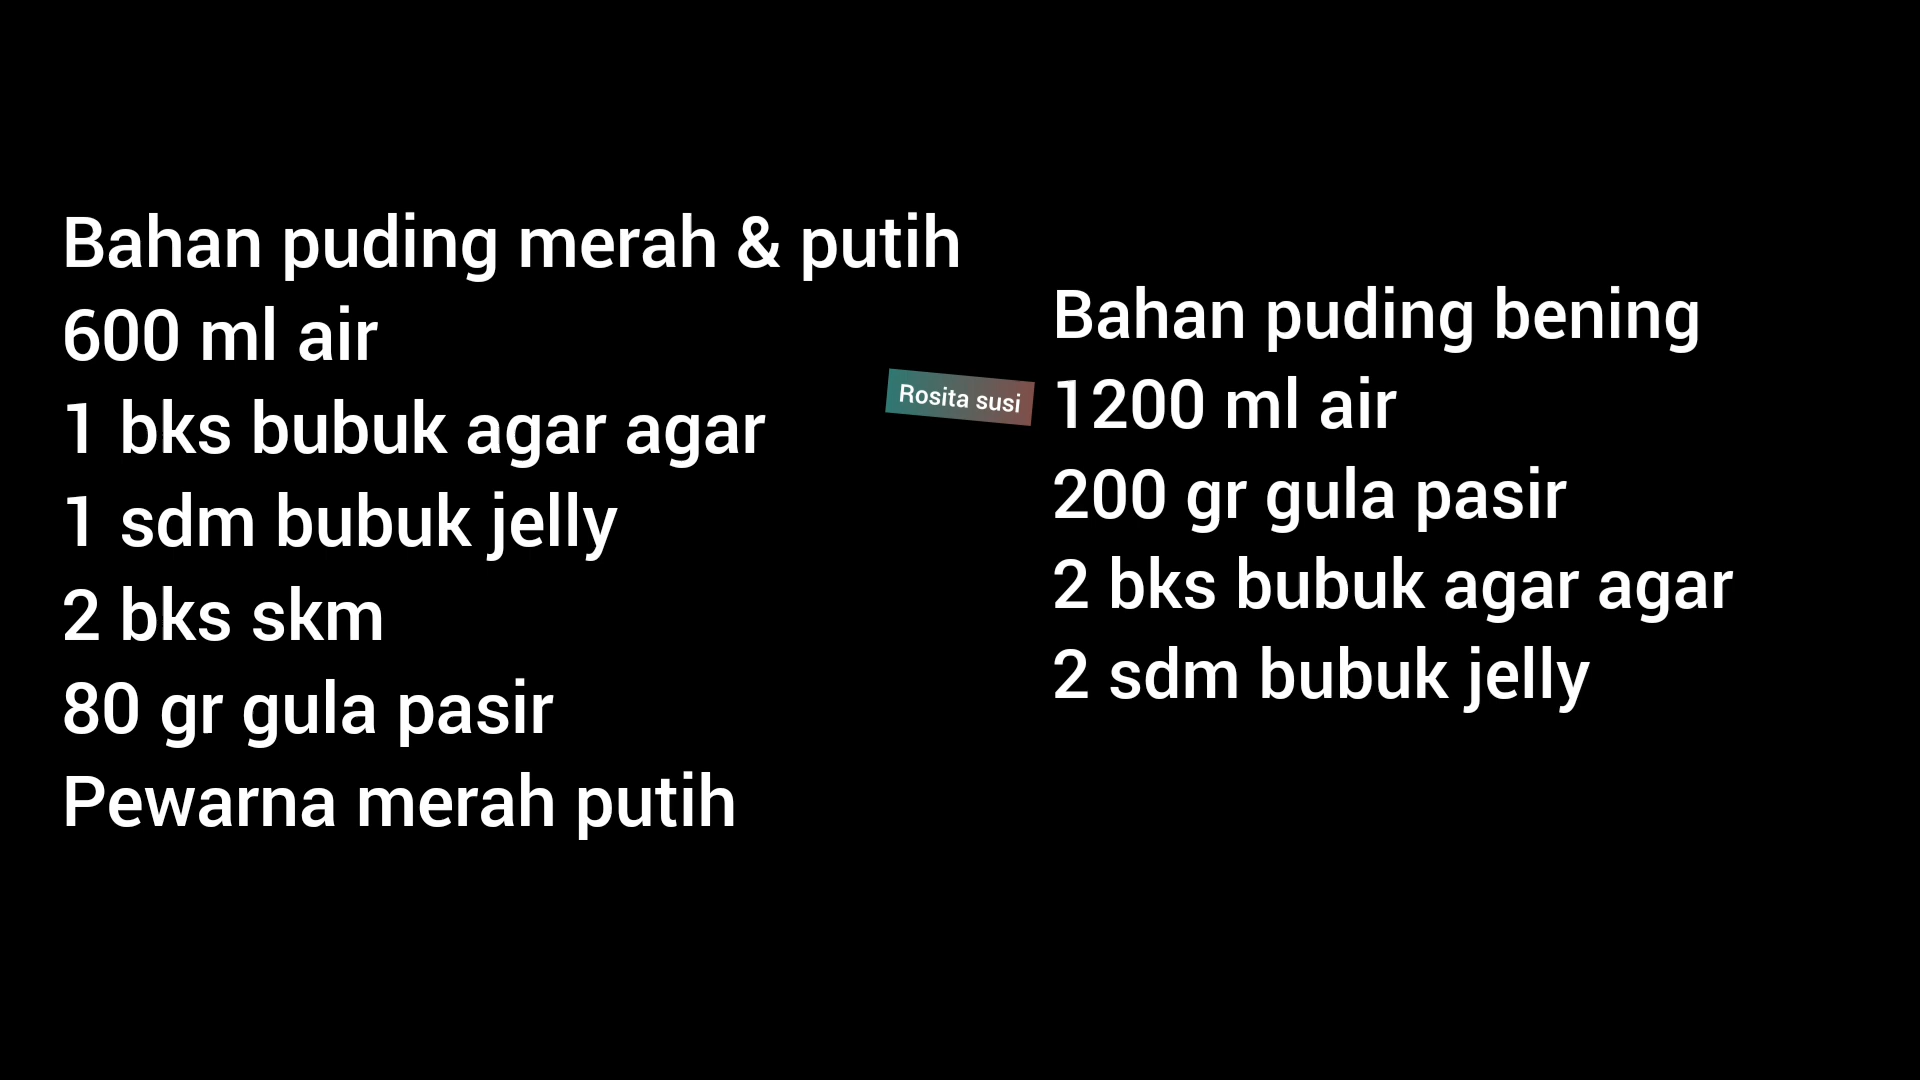 Bahan puding merah & putih
600 ml air
1 bks bubuk agar agar
1 sdm bubuk jelly
2 bks skm
80 gr gula pasir
Pewarna merah putih
Rosita susi
Bahan puding bening
1200 ml air
200 gr gula pasir
2 bks bubuk agar agar
2 sdm bubuk jelly